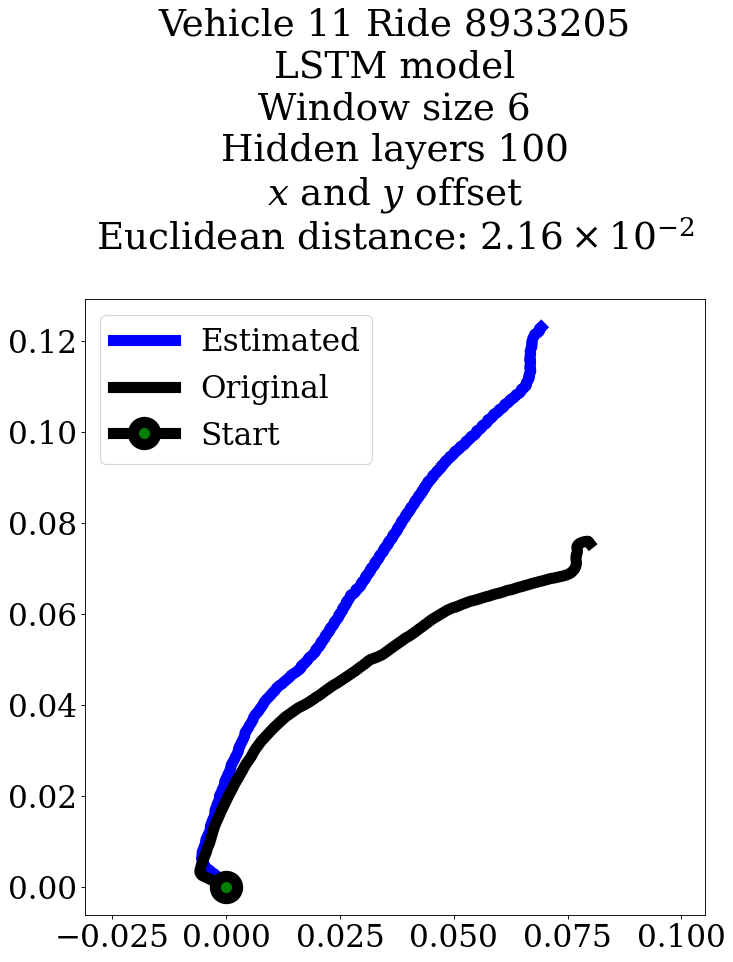 Vehicle 11 Ride 8933205
LSTM model
Window size 6
Hidden layers 100
x and y offset
Euclidean distance: 2.16 × 10⁻²
Estimated
Original
Start
0.12
0.10
0.08
0.06
0.04
0.02
0.00
−0.025 0.000 0.025 0.050 0.075 0.100